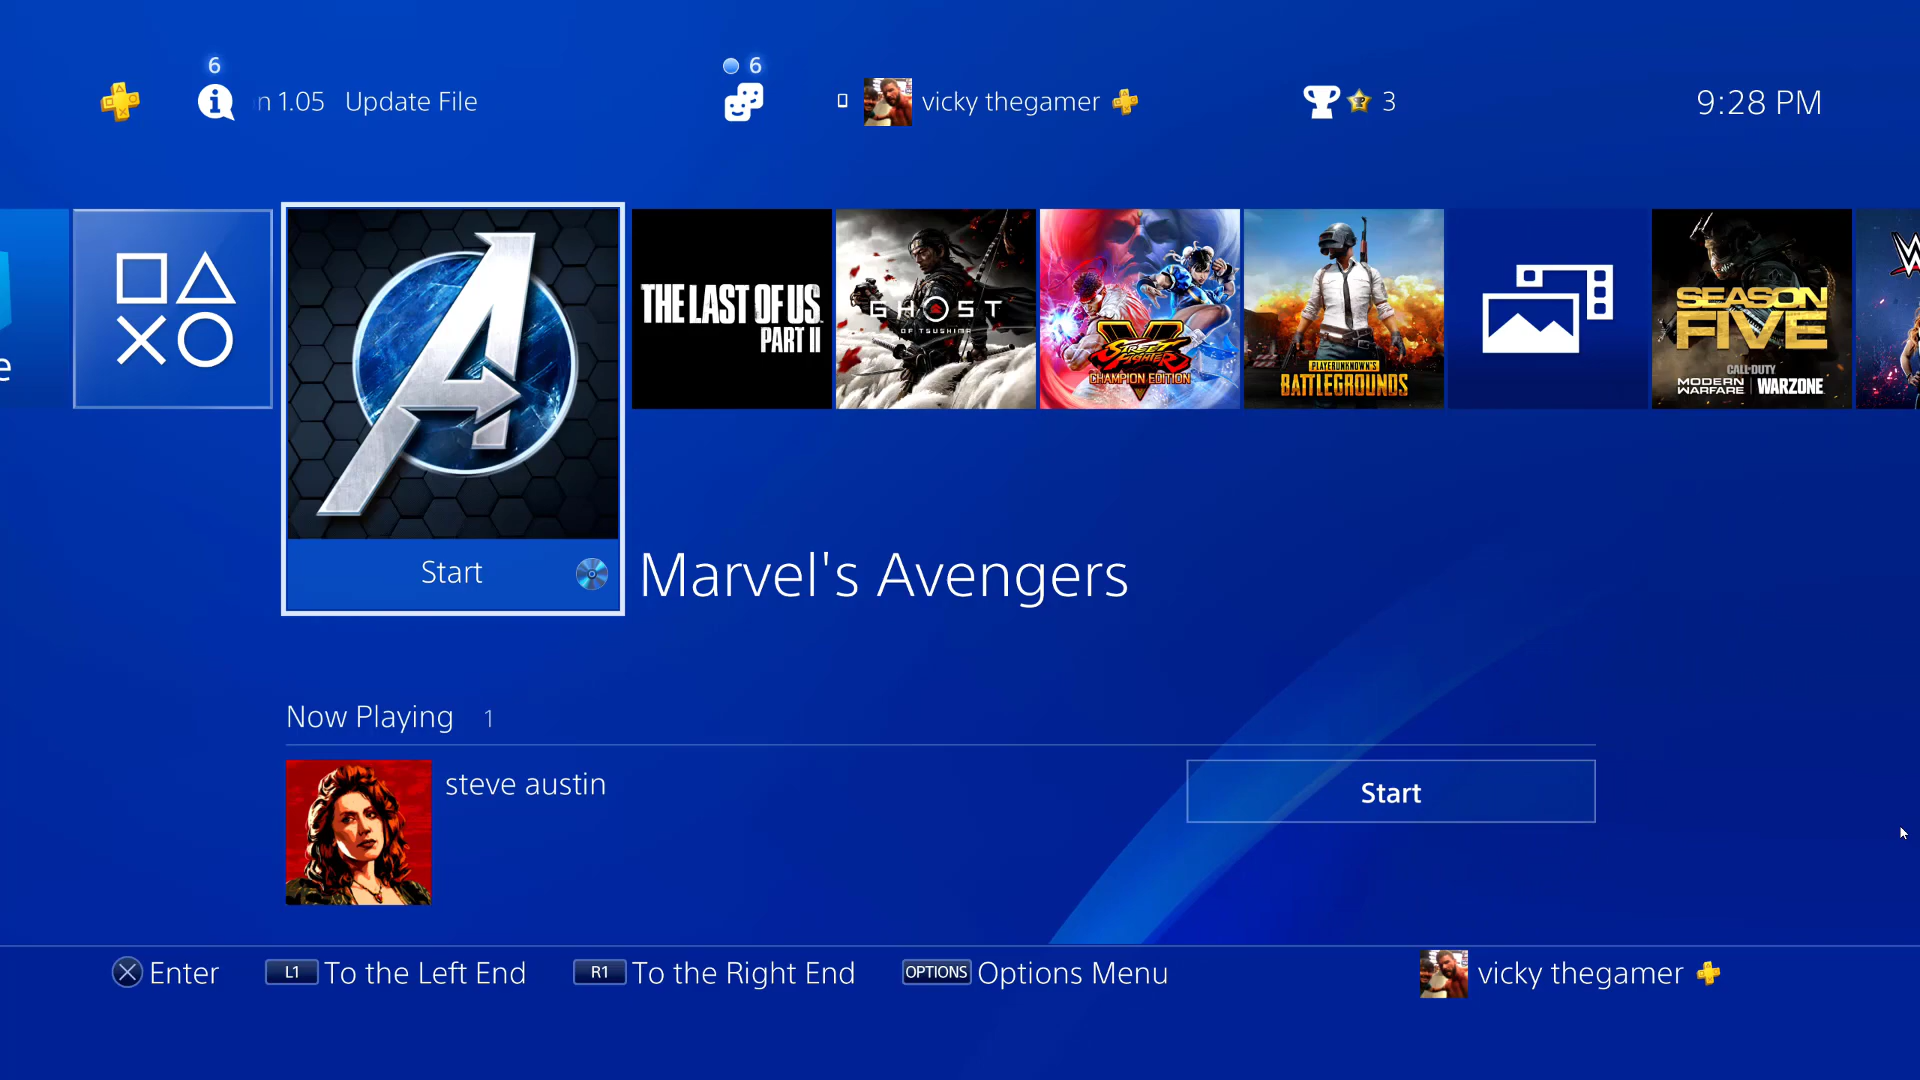 6
n 1.05 Update File
6
vicky thegamer
3
9:28 PM
e
THE LAST OF US
PART II
GHOST
OF TSUSHIMA
V
STREET
FIGHTER
CHAMPION EDITION
PLAYERUNKNOWN'S
BATTLEGROUNDS
SEASON
FIVE
CALL OF DUTY
MODERN
WARFARE
WARZONE
W
Start
Marvel's Avengers
Now Playing 1
steve austin
Start
Enter
L1 To the Left End
R1 To the Right End
OPTIONS Options Menu
vicky thegamer